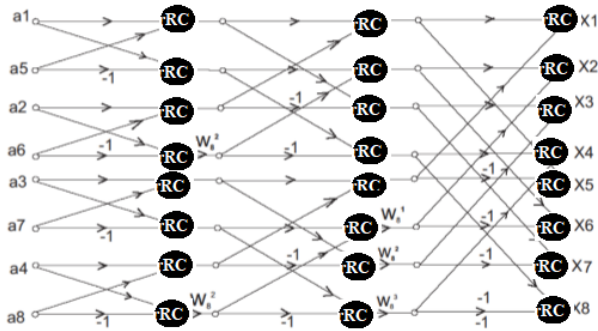 a1 RC RC RC X1
a5 -1 RC RC RC X2
a2 RC -1 RC RC X3
a6 -1 RC W₈² -1 RC RC X4
a3 RC RC -1 RC X5
a7 -1 RC RC W₈¹ -1 RC X6
a4 RC -1 RC W₈² -1 RC X7
a8 -1 RC W₈² -1 RC W₈³ -1 -1 RC X8